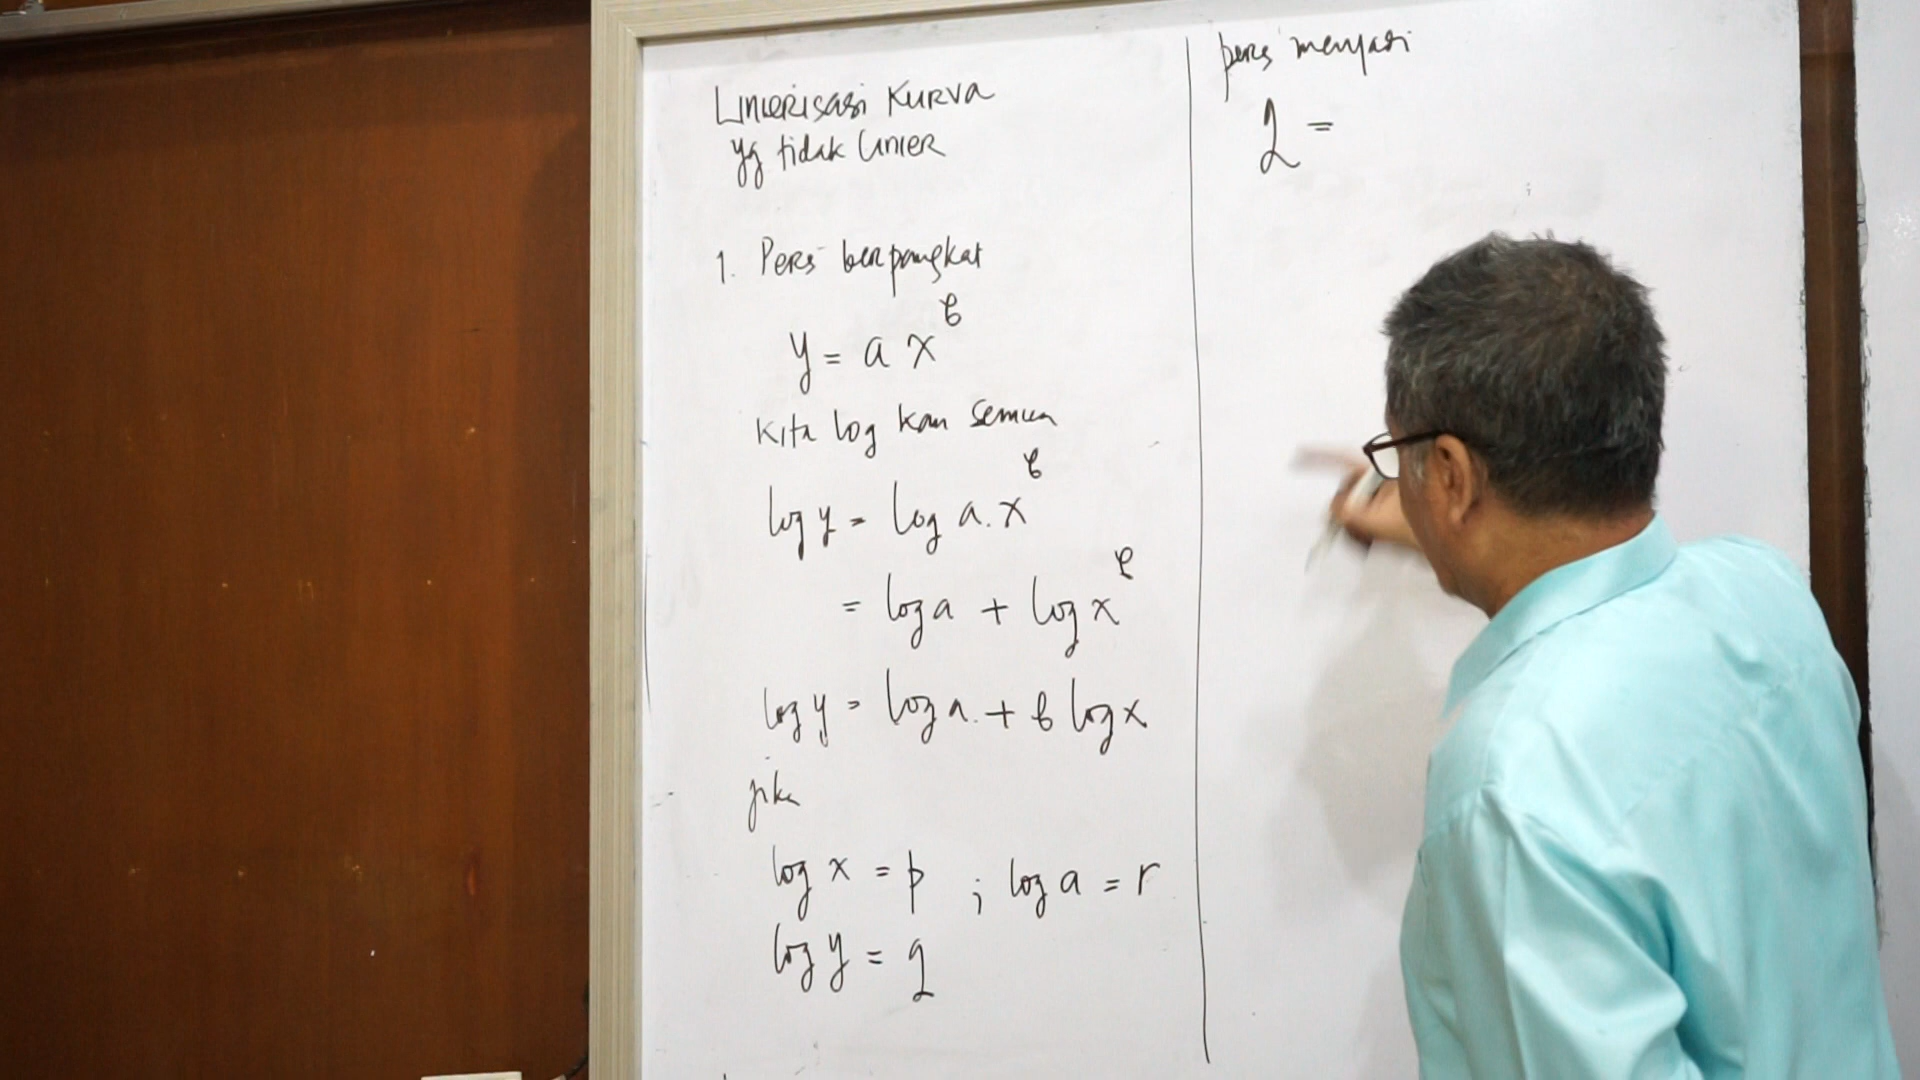 Linierisasi Kurva
yg tidak linier
1. Pers berpangkat
y = a x^b
Kita log kan semua
log y = log a.x^b
= log a + log x^b
log y = log a. + b log x
jika
log x = p ; log a = r
log y = q
pers menjadi
q =